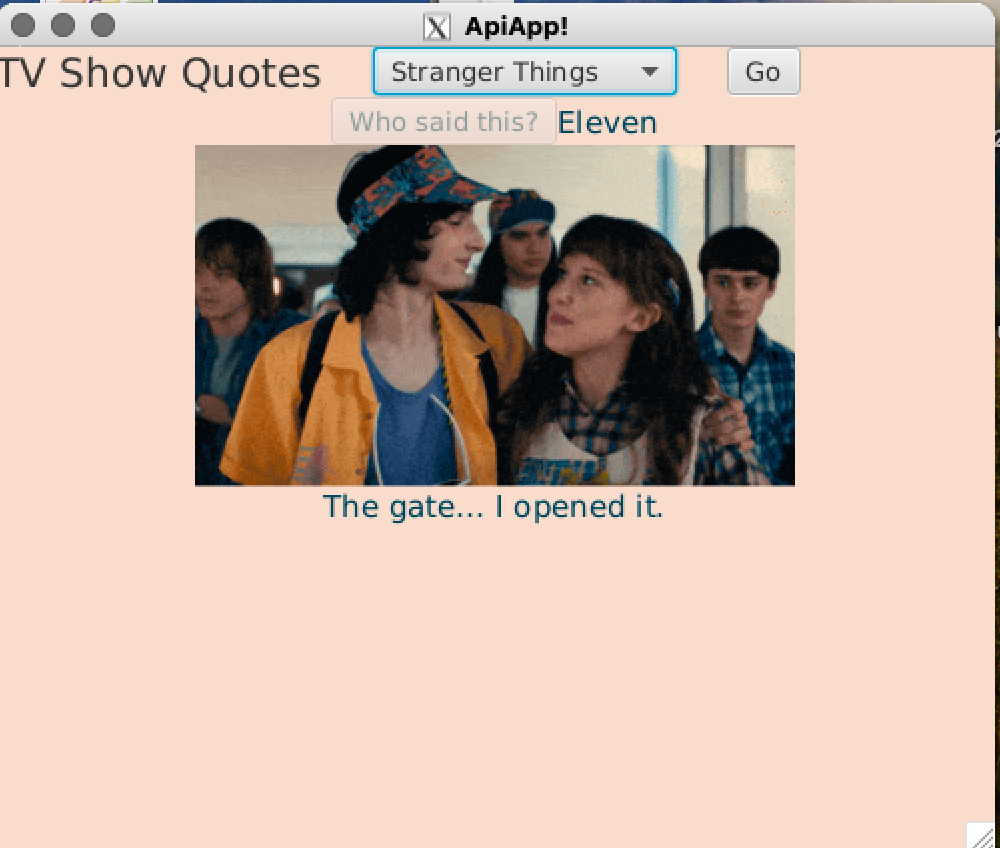 ApiApp!
TV Show Quotes Stranger Things Go
Who said this? Eleven
The gate... I opened it.